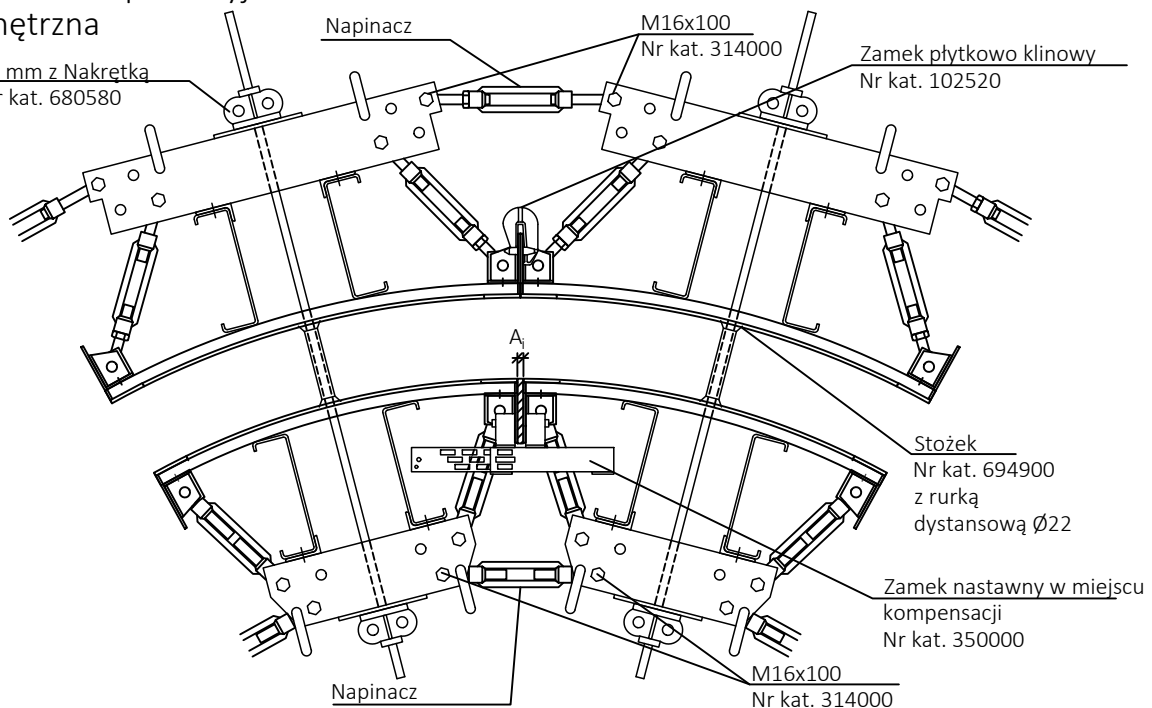 nętrzna
mm z Nakrętką
kat. 680580
Napinacz
M16x100
Nr kat. 314000
Zamek płytkowo klinowy
Nr kat. 102520
Ai
Stożek
Nr kat. 694900
z rurką
dystansową Ø22
Zamek nastawny w miejscu
kompensacji
Nr kat. 350000
M16x100
Nr kat. 314000
Napinacz